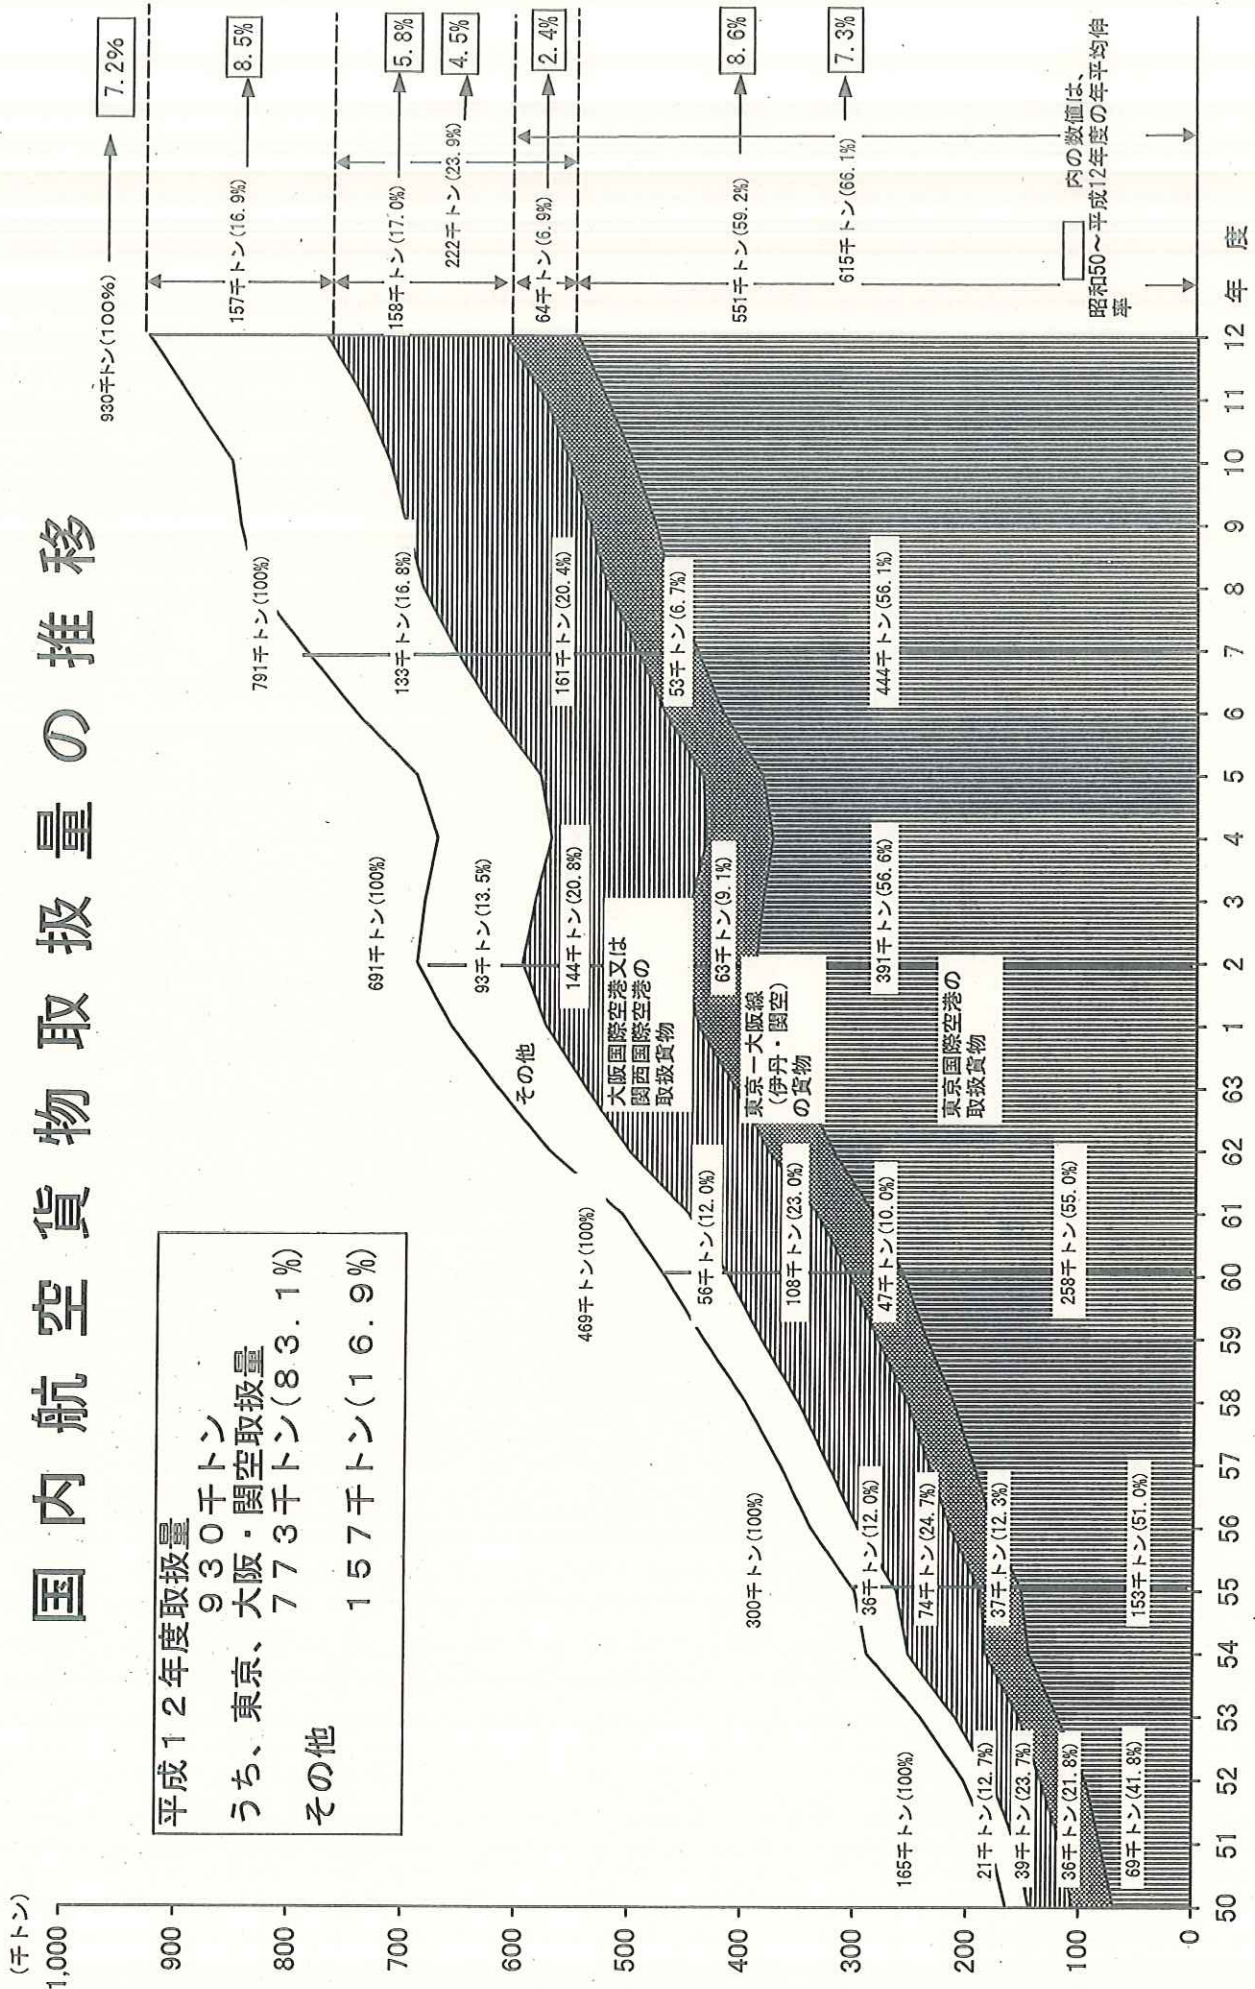 国内航空貨物取扱量の推移
(千トン)
1,000
900
800
700
600
500
400
300
200
100
0
平成12年度取扱量
930千トン
うち、東京、大阪・関空取扱量
773千トン(83.1%)
その他
157千トン(16.9%)
165千トン(100%)
21千トン(12.7%)
39千トン(23.7%)
36千トン(21.8%)
69千トン(41.8%)
300千トン(100%)
36千トン(12.0%)
74千トン(24.7%)
37千トン(12.3%)
153千トン(51.0%)
469千トン(100%)
56千トン(12.0%)
108千トン(23.0%)
47千トン(10.0%)
258千トン(55.0%)
その他
大阪国際空港又は
関西国際空港の
取扱貨物
東京ー大阪線
(伊丹・関空)
の貨物
東京国際空港の
取扱貨物
691千トン(100%)
93千トン(13.5%)
144千トン(20.8%)
63千トン(9.1%)
391千トン(56.6%)
791千トン(100%)
133千トン(16.8%)
161千トン(20.4%)
53千トン(6.7%)
444千トン(56.1%)
930千トン(100%)
7.2%
157千トン(16.9%)
8.5%
158千トン(17.0%)
5.8%
222千トン(23.9%)
4.5%
64千トン(6.9%)
2.4%
551千トン(59.2%)
8.6%
615千トン(66.1%)
7.3%
内の数値は、
昭和50～平成12年度の年平均伸
率
50 51 52 53 54 55 56 57 58 59 60 61 62 63 1 2 3 4 5 6 7 8 9 10 11 12 年度